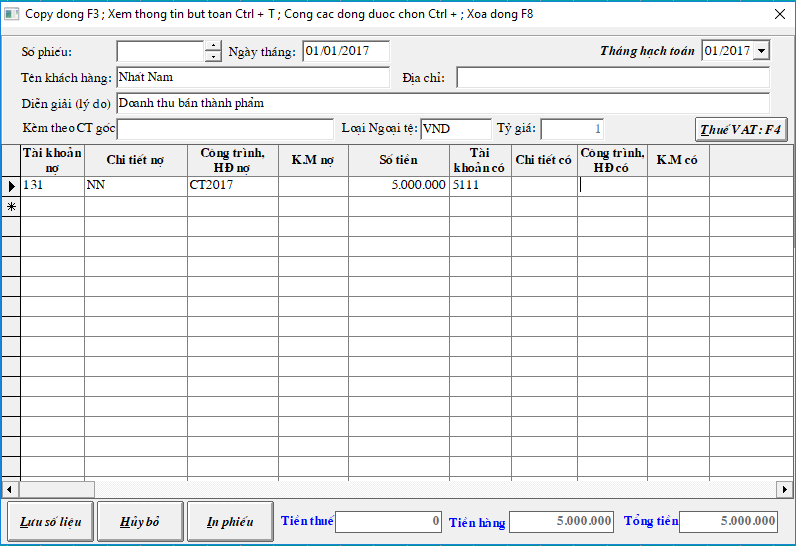 Copy dong F3 ; Xem thong tin but toan Ctrl + T ; Cong cac dong duoc chon Ctrl + ; Xoa dong F8
Số phiếu: Ngày tháng: 01/01/2017 Tháng hạch toán 01/2017
Tên khách hàng: Nhất Nam Địa chỉ:
Diễn giải (lý do) Doanh thu bán thành phẩm
Kèm theo CT gốc Loại Ngoại tệ: VND Tỷ giá: 1 Thuế VAT : F4
Tài khoản nợ Chi tiết nợ Công trình, HĐ nợ K.M nợ Số tiền Tài khoản có Chi tiết có Công trình, HĐ có K.M có
131 NN CT2017 5.000.000 5111
Lưu số liệu Hủy bỏ In phiếu Tiền thuế 0 Tiền hàng 5.000.000 Tổng tiền 5.000.000